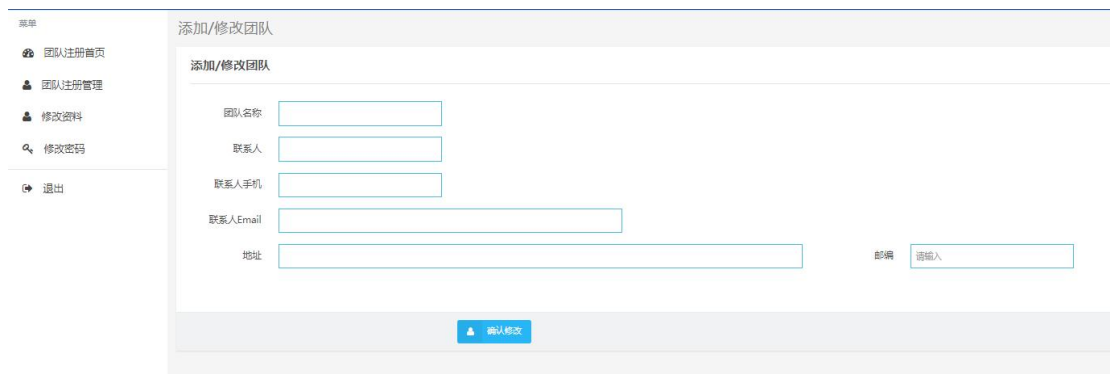 菜单
团队注册首页
团队注册管理
修改资料
修改密码
退出
添加/修改团队
添加/修改团队
团队名称
联系人
联系人手机
联系人Email
地址
邮编 请输入
确认修改